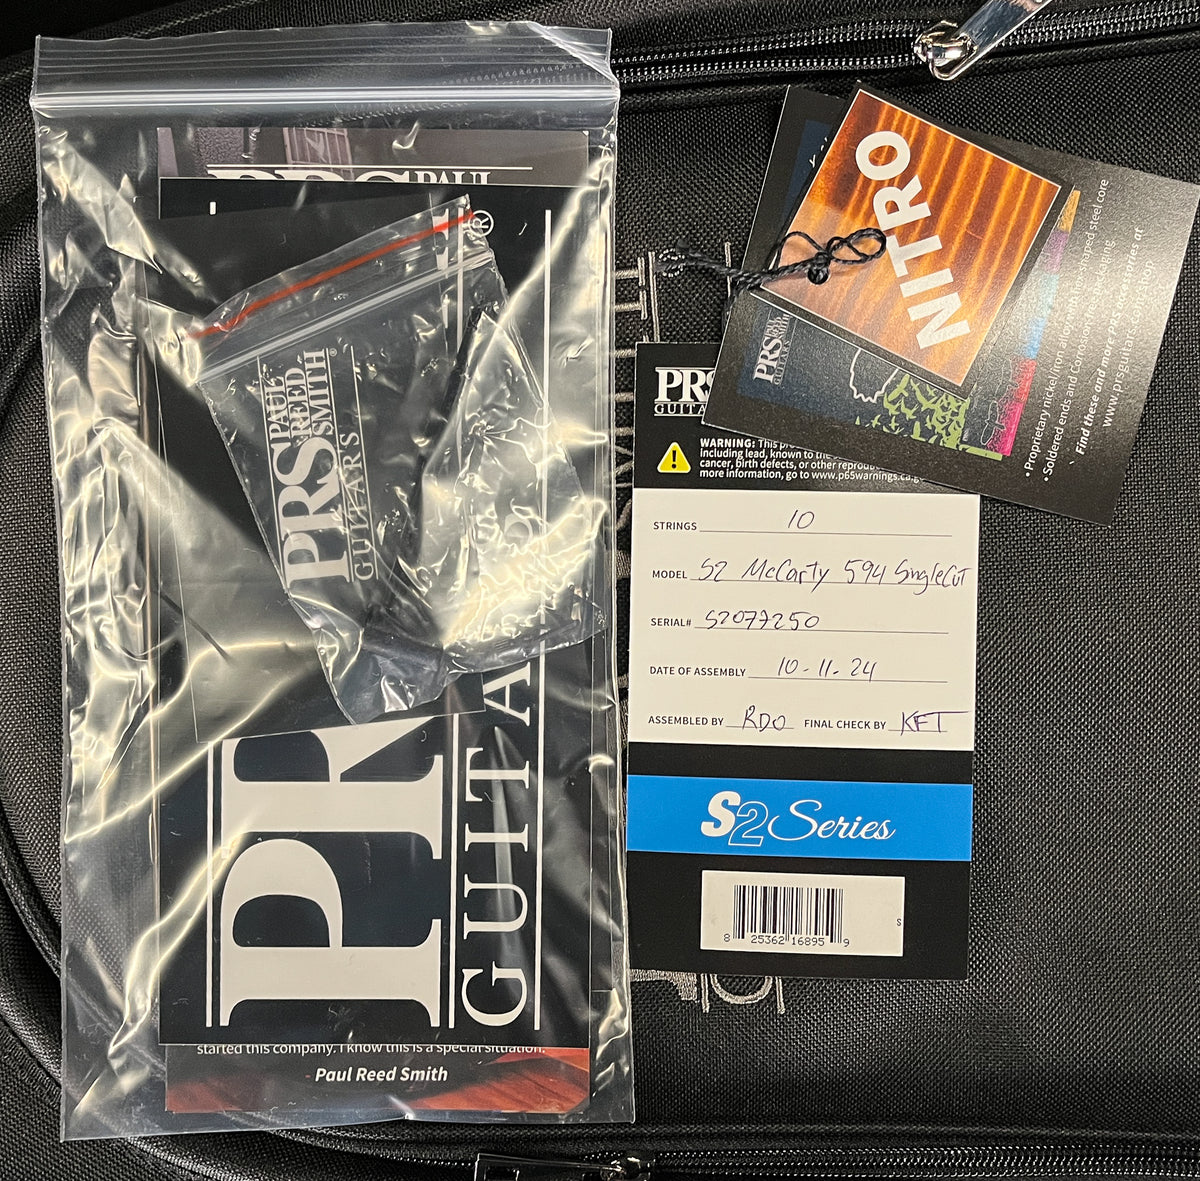 PAUL
®
PRS PAUL REED SMITH®
GUITARS
PR
GUITA
started this company. I know this is a special situation.
- Paul Reed Smith
NITRO
PRS PAUL REED SMITH
GUITARS
• Proprietary nickel/iron alloy
shaped steel core
• Soldered ends and
packaging
Find these and more PRS accessories at
www.prsguitars.com/accessories
PRS
GUITA
WARNING: This pro
including lead, known to the
cancer, birth defects, or other reprodu
more information, go to www.p65warnings.ca.g
STRINGS 10
MODEL S2 McCarty 594 SingleCut
SERIAL# S2077250
DATE OF ASSEMBLY 10-11-24
ASSEMBLED BY RDO FINAL CHECK BY KFT
S2 Series
S
8 25362 16895 9